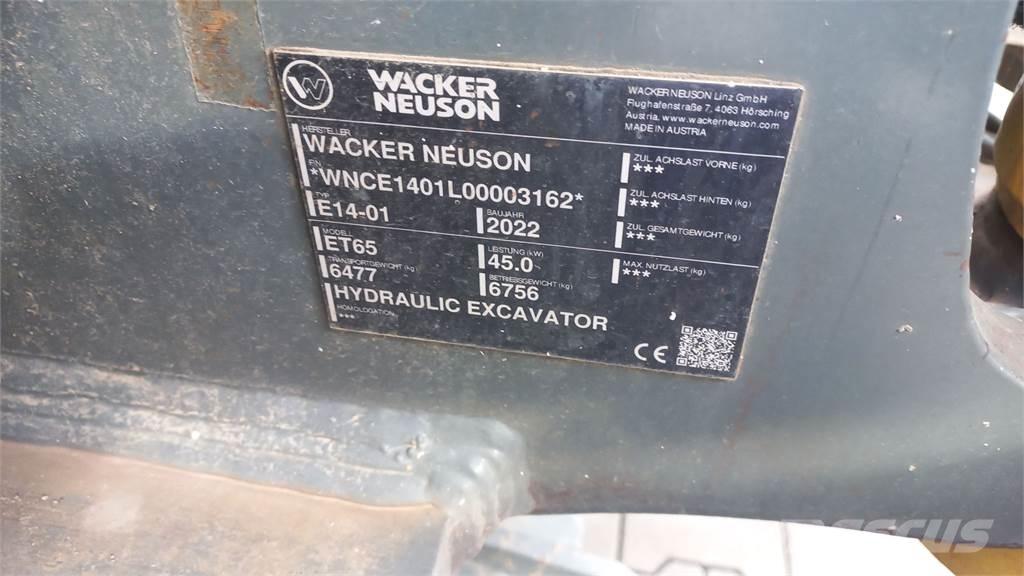 W
WACKER
NEUSON
WACKER NEUSON Linz GmbH
Flughafenstraße 7, 4063 Hörsching
Austria, www.wackerneuson.com
MADE IN AUSTRIA
HERSTELLER
WACKER NEUSON
PIN
*WNCE1401L00003162*
TYP
E14-01
BAUJAHR
2022
MODELL
ET65
LEISTUNG (kW)
45.0
TRANSPORTGEWICHT (kg)
6477
BETRIEBSGEWICHT (kg)
6756
HYDRAULIC EXCAVATOR
HOMOLOGATION
***
ZUL. ACHSLAST VORNE (kg)
***
ZUL. ACHSLAST HINTEN (kg)
***
ZUL. GESAMTGEWICHT (kg)
***
MAX. NUTZLAST (kg)
***
CE
MASCUS